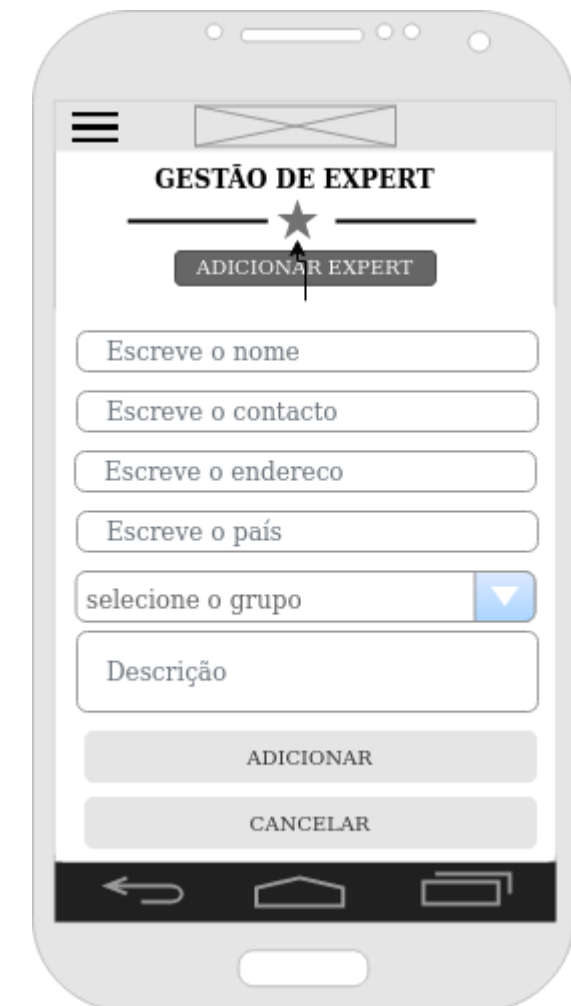 GESTÃO DE EXPERT
ADICIONAR EXPERT
Escreve o nome
Escreve o contacto
Escreve o endereco
Escreve o país
selecione o grupo
Descrição
ADICIONAR
CANCELAR